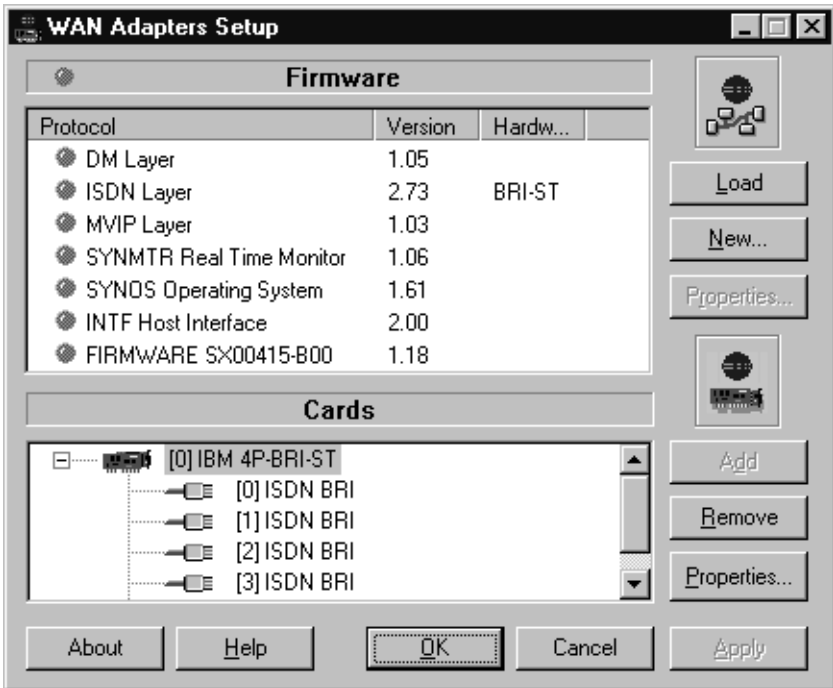 WAN Adapters Setup
Firmware
Protocol Version Hardw...
DM Layer 1.05
ISDN Layer 2.73 BRI-ST
MVIP Layer 1.03
SYNMTR Real Time Monitor 1.06
SYNOS Operating System 1.61
INTF Host Interface 2.00
FIRMWARE SX00415-B00 1.18
Load
New...
Properties...
Cards
[0] IBM 4P-BRI-ST
[0] ISDN BRI
[1] ISDN BRI
[2] ISDN BRI
[3] ISDN BRI
Add
Remove
Properties...
About Help OK Cancel Apply